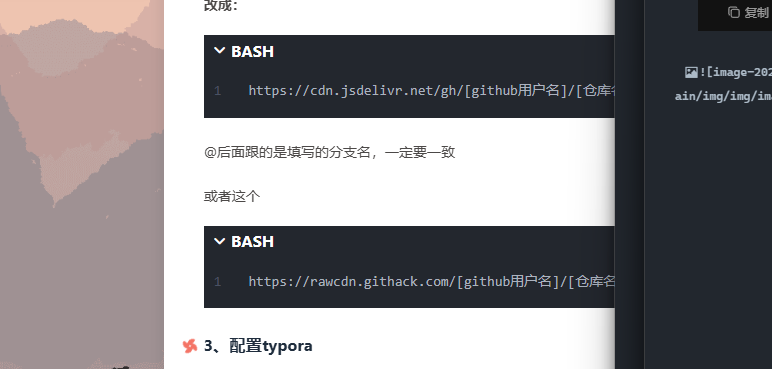 改成：
BASH
1 https://cdn.jsdelivr.net/gh/[github用户名]/[仓库名
@后面跟的是填写的分支名，一定要一致
或者这个
BASH
1 https://rawcdn.githack.com/[github用户名]/[仓库名
3、配置typora
复制
![image-202
ain/img/img/ima